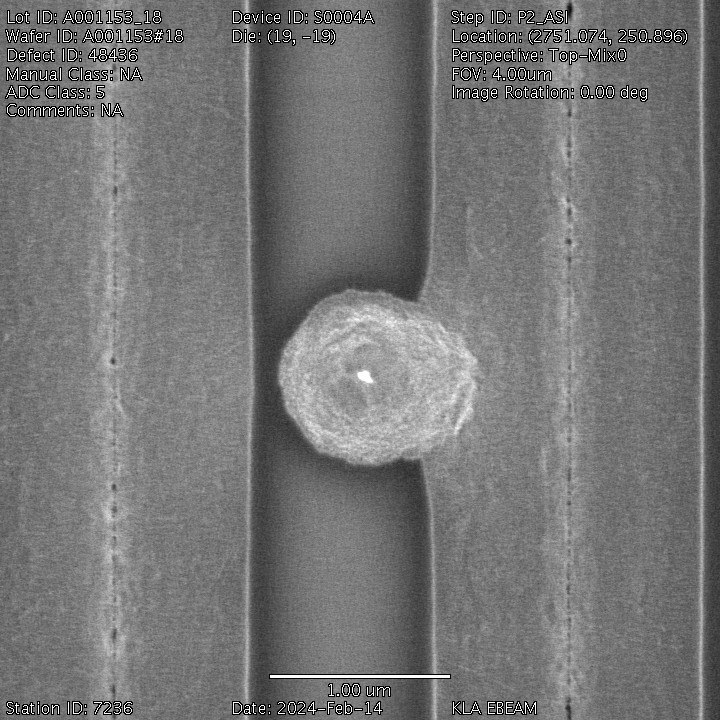 Lot ID: A001153_18 Device ID: S0004A Step ID: P2_ASI
Wafer ID: A001153#18 Die: (19, -19) Location: (2751.074, 250.896)
Defect ID: 48436 Perspective: Top-Mix0
Manual Class: NA FOV: 4.00um
ADC Class: 5 Image Rotation: 0.00 deg
Comments: NA
1.00 um
Station ID: 7236 Date: 2024-Feb-14 KLA EBEAM